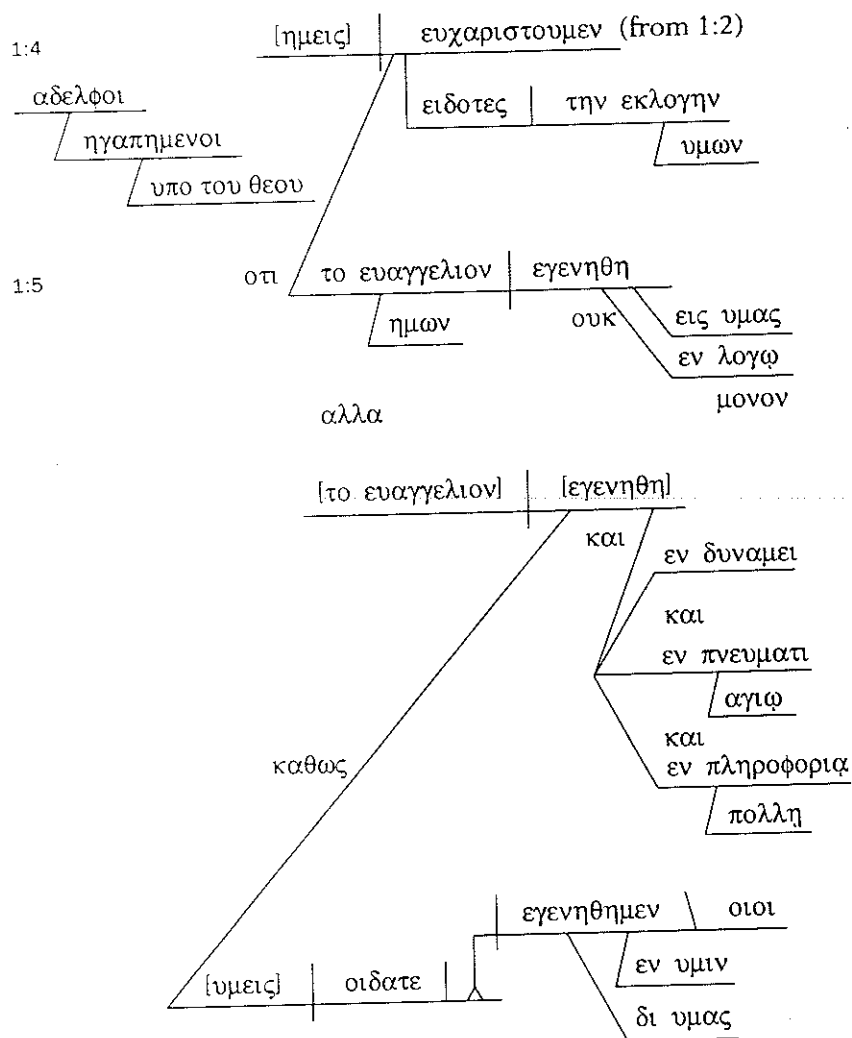 1:4 [ημεις] ευχαριστουμεν (from 1:2)
αδελφοι ειδοτες την εκλογην
ηγαπημενοι υμων
υπο του θεου
1:5 οτι το ευαγγελιον εγενηθη
ημων ουκ εις υμας
εν λογῳ
αλλα μονον
[το ευαγγελιον] [εγενηθη]
και
εν δυναμει
και
εν πνευματι
αγιῳ
και
καθως εν πληροφοριᾳ
πολλῃ
εγενηθημεν οιοι
[υμεις] οιδατε εν υμιν
δι υμας